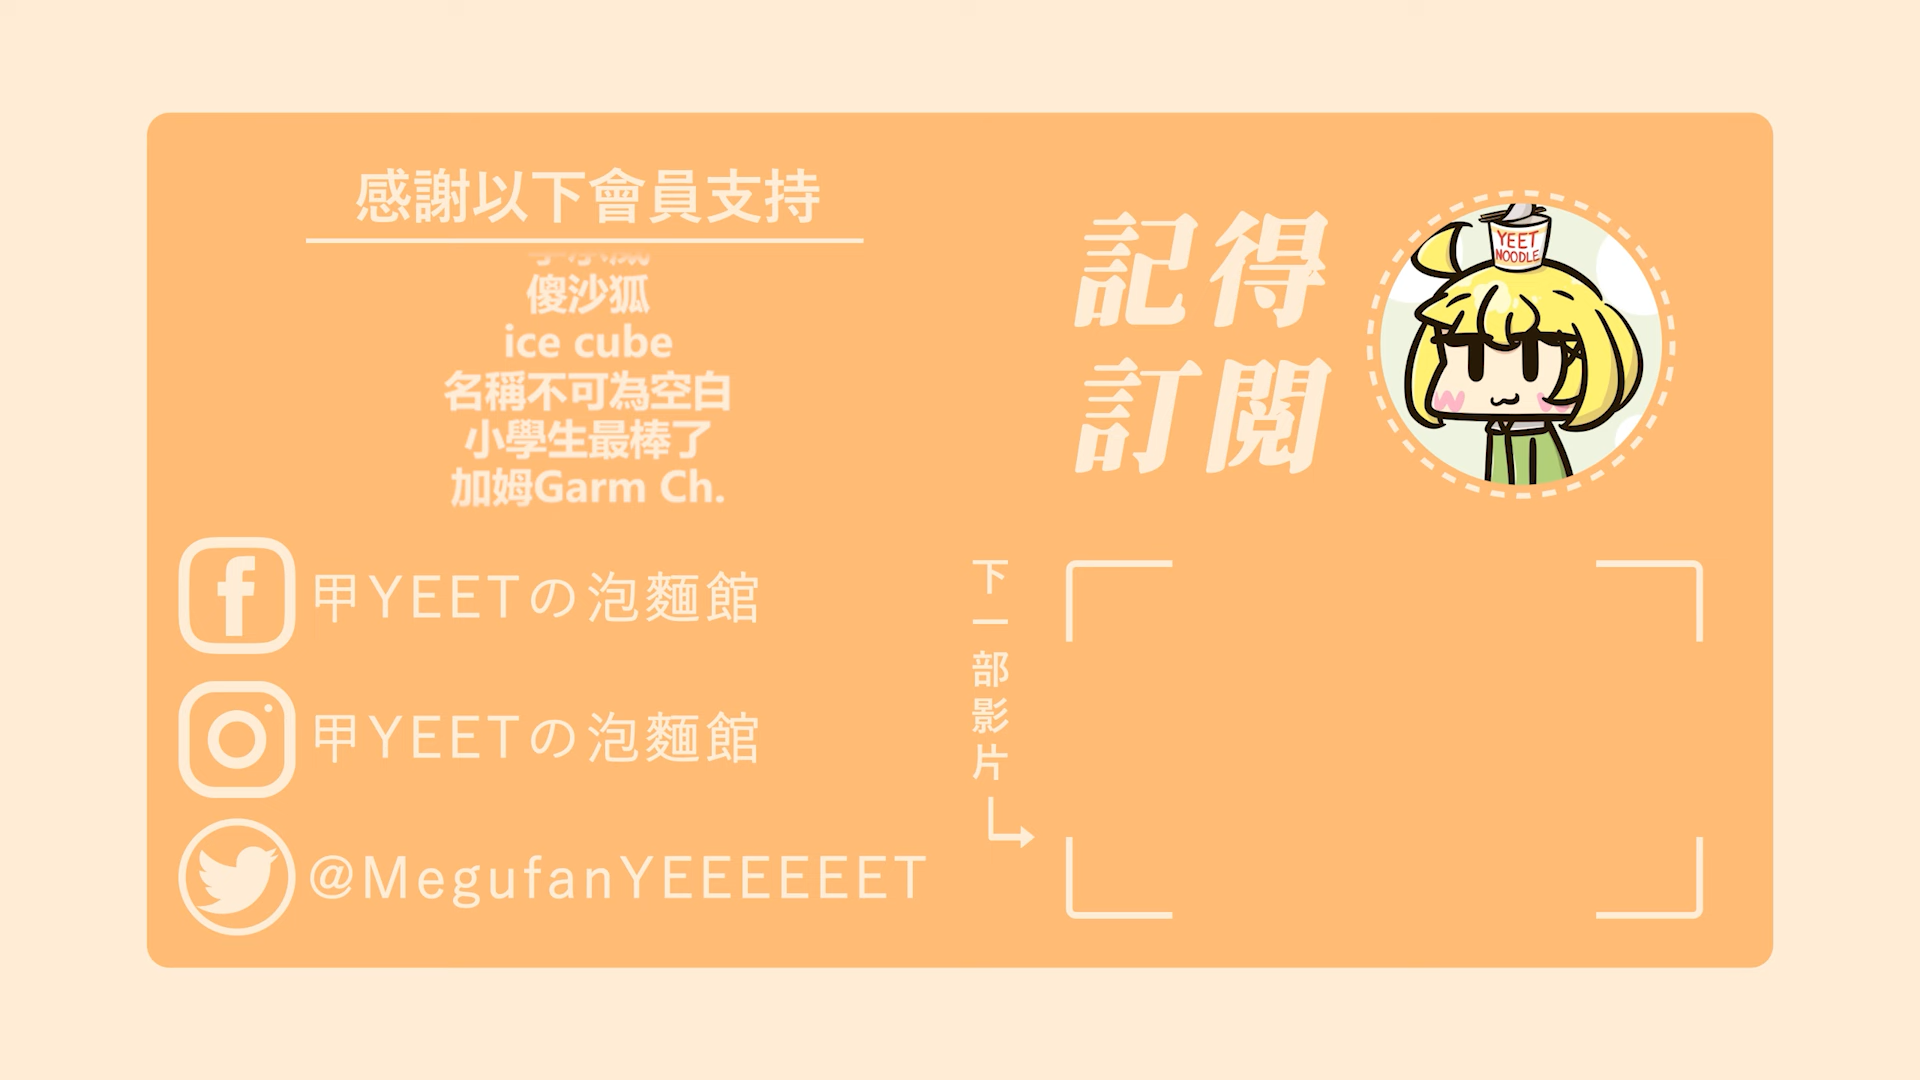 感謝以下會員支持
傻沙狐
ice cube
名稱不可為空白
小學生最棒了
加姆Garm Ch.
甲YEETの泡麵館
甲YEETの泡麵館
@MegufanYEEEEEET
記得
訂閱
YEET
NOODLE
下一部影片